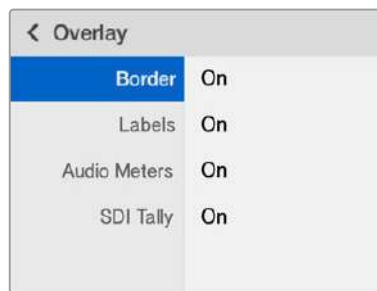 Overlay
Border On
Labels On
Audio Meters On
SDI Tally On